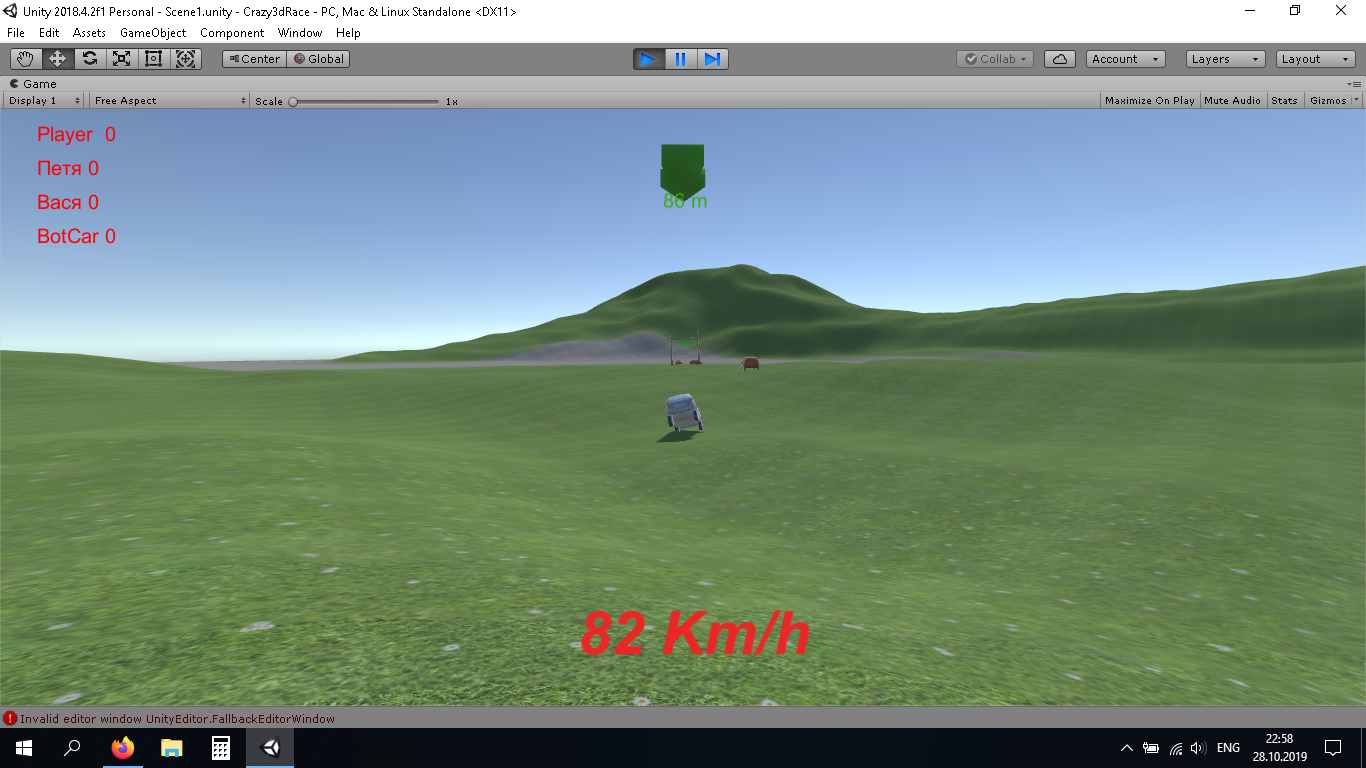 Unity 2018.4.2f1 Personal - Scene1.unity - Crazy3dRace - PC, Mac & Linux Standalone <DX11>
File Edit Assets GameObject Component Window Help
Center Global Collab Account Layers Layout
Game
Display 1 Free Aspect Scale 1x Maximize On Play Mute Audio Stats Gizmos
Player 0
Петя 0
Вася 0
BotCar 0
86 m
82 Km/h
Invalid editor window UnityEditor.FallbackEditorWindow
ENG
22:58
28.10.2019